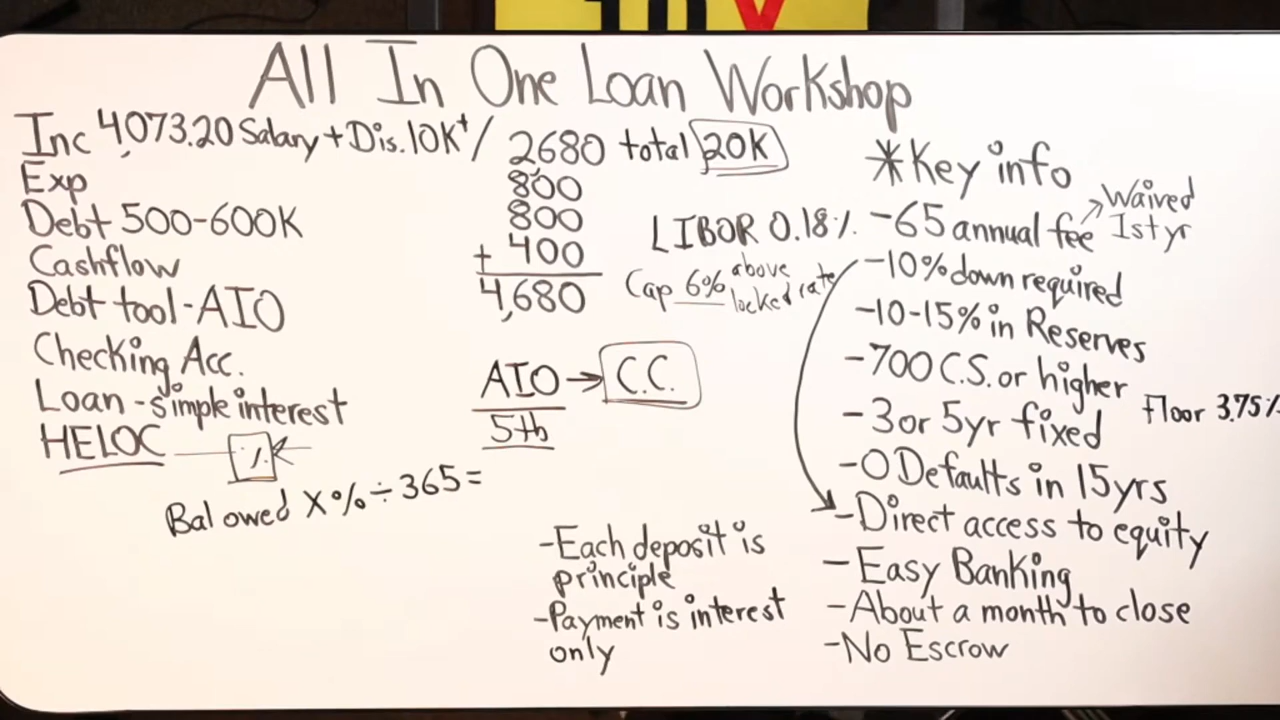 All In One Loan Workshop
Inc 4,073.20 Salary + Dis. 10K+ / 2680 total 20K
Exp
Debt 500-600K
Cashflow
Debt tool - AIO
Checking Acc.
Loan - simple interest
HELOC
%
Bal owed X % ÷ 365 =
800
800
+ 400
4,680
LIBOR 0.18%
Cap 6% above
locked rate
AIO → C.C.
5th
- Each deposit is
principle
- Payment is interest
only
* Key info
- 65 annual fee
Waived
1st yr
- 10% down required
- 10-15% in Reserves
- 700 C.S. or higher
- 3 or 5yr fixed
Floor 3.75%
- 0 Defaults in 15yrs
- Direct access to equity
- Easy Banking
- About a month to close
- No Escrow